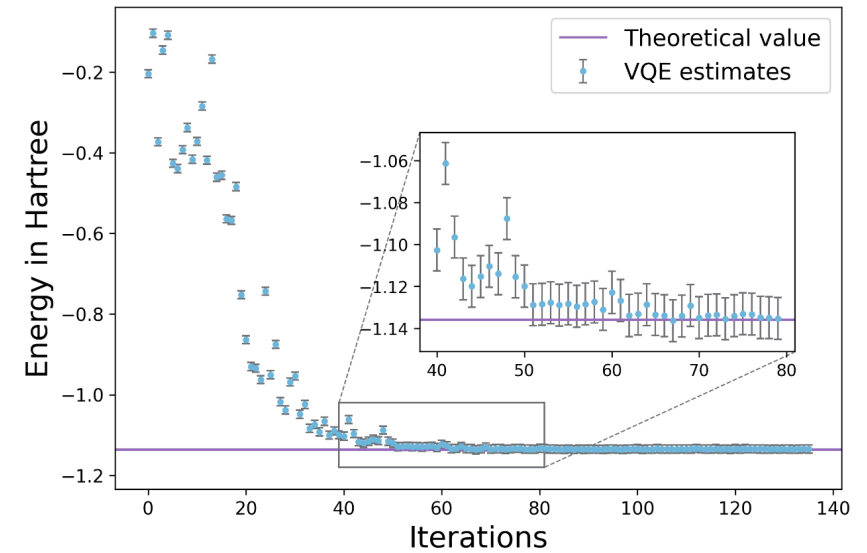 Theoretical value
VQE estimates
Energy in Hartree
−0.2
−0.4
−0.6
−0.8
−1.0
−1.2
−1.06
−1.08
−1.10
−1.12
−1.14
40 50 60 70 80
0 20 40 60 80 100 120 140
Iterations